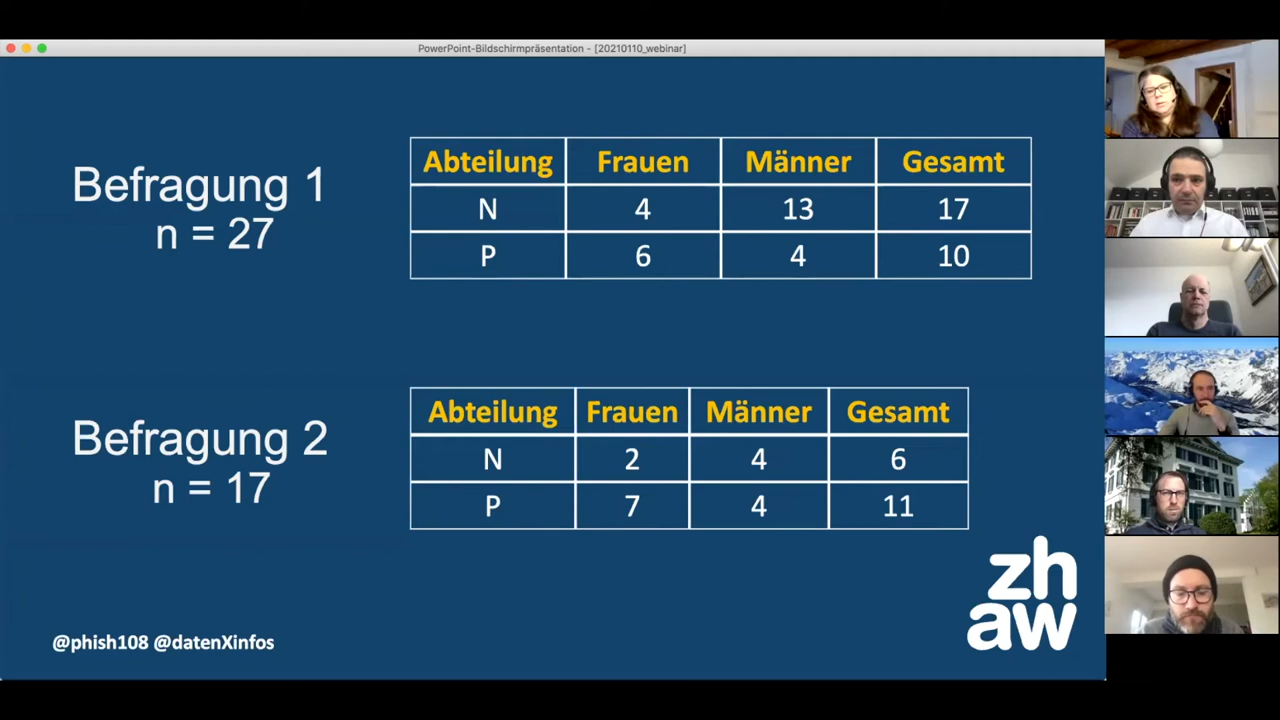 PowerPoint-Bildschirmpräsentation - [20210110_webinar]
Befragung 1
n = 27
Abteilung Frauen Männer Gesamt
N 4 13 17
P 6 4 10
Befragung 2
n = 17
Abteilung Frauen Männer Gesamt
N 2 4 6
P 7 4 11
@phish108 @datenXinfos
zh
aw